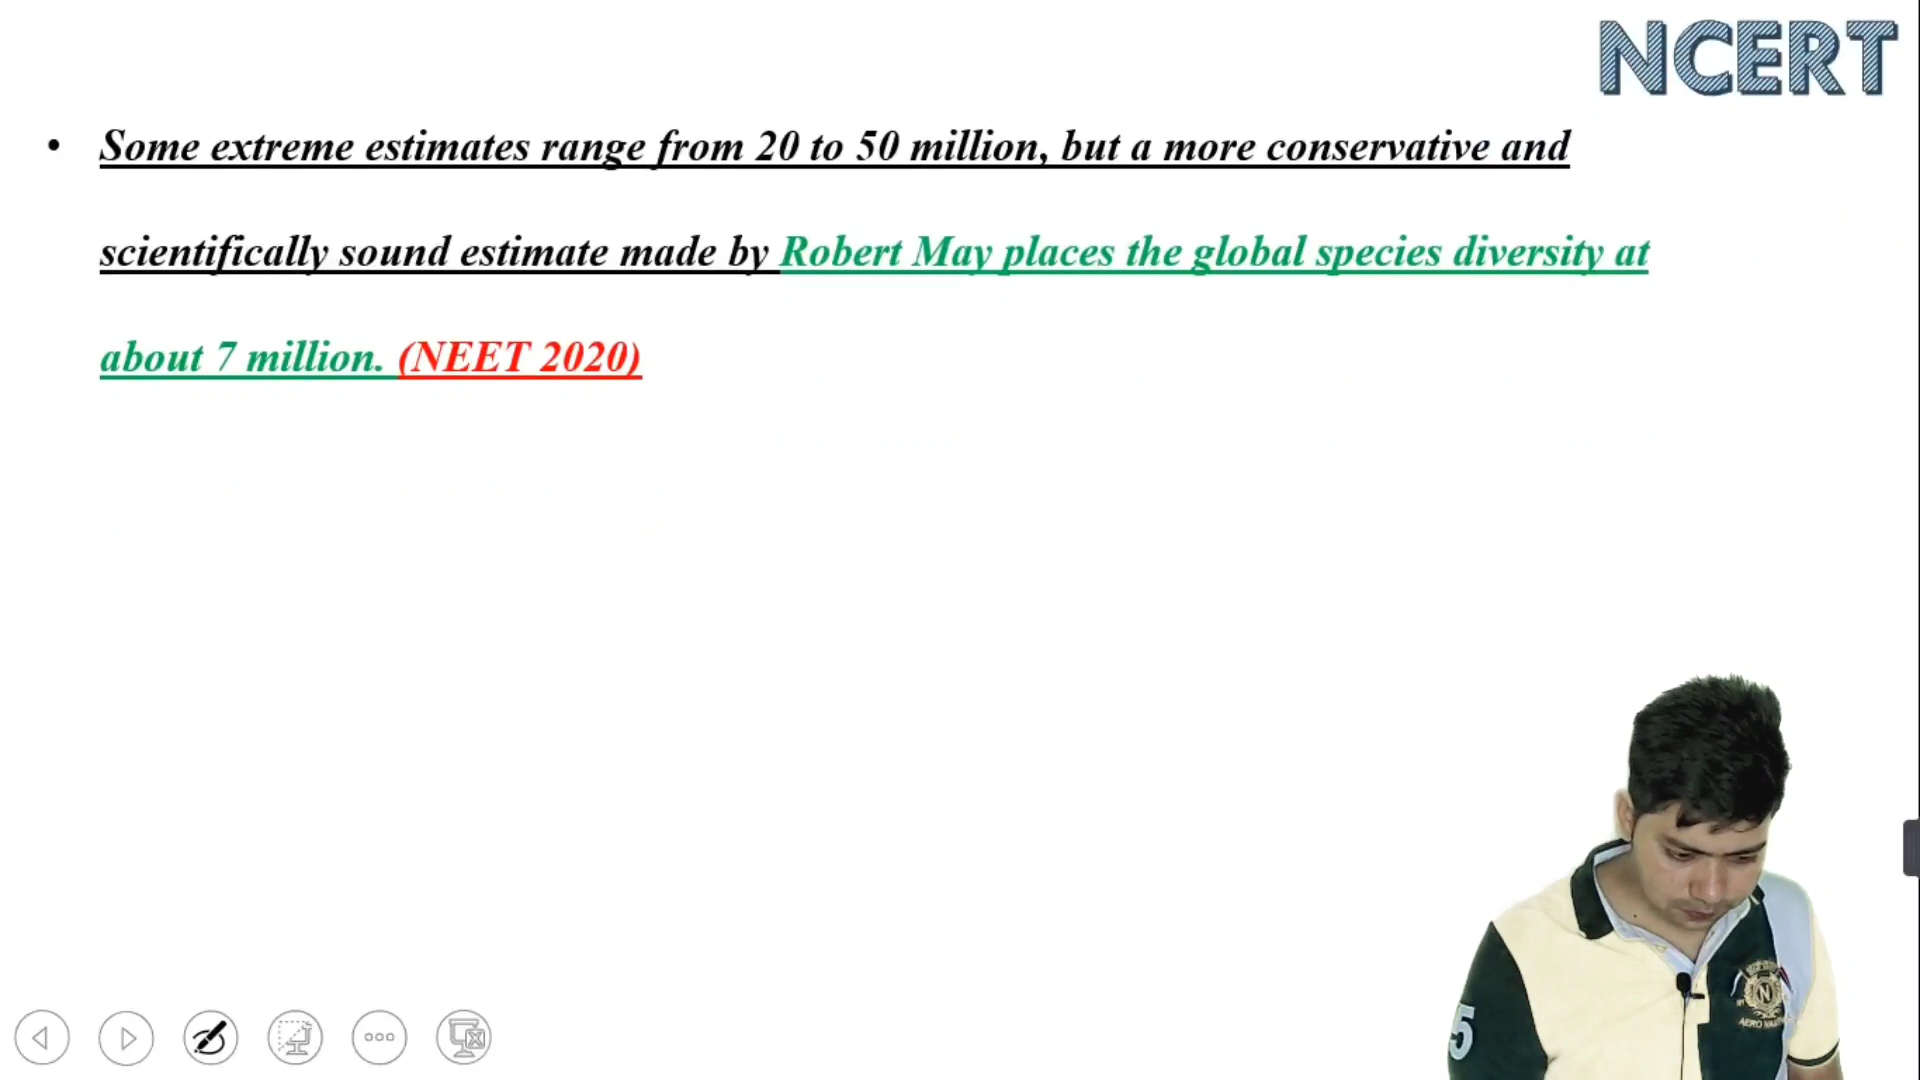 NCERT
• Some extreme estimates range from 20 to 50 million, but a more conservative and
scientifically sound estimate made by Robert May places the global species diversity at
about 7 million. (NEET 2020)
5
N